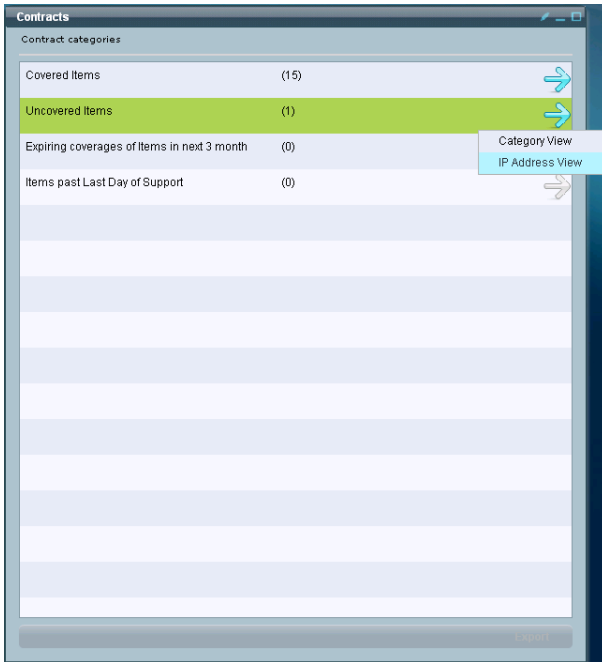 Contracts
Contract categories
Covered Items (15)
Uncovered Items (1)
Category View
Expiring coverages of Items in next 3 month (0)
IP Address View
Items past Last Day of Support (0)
Export